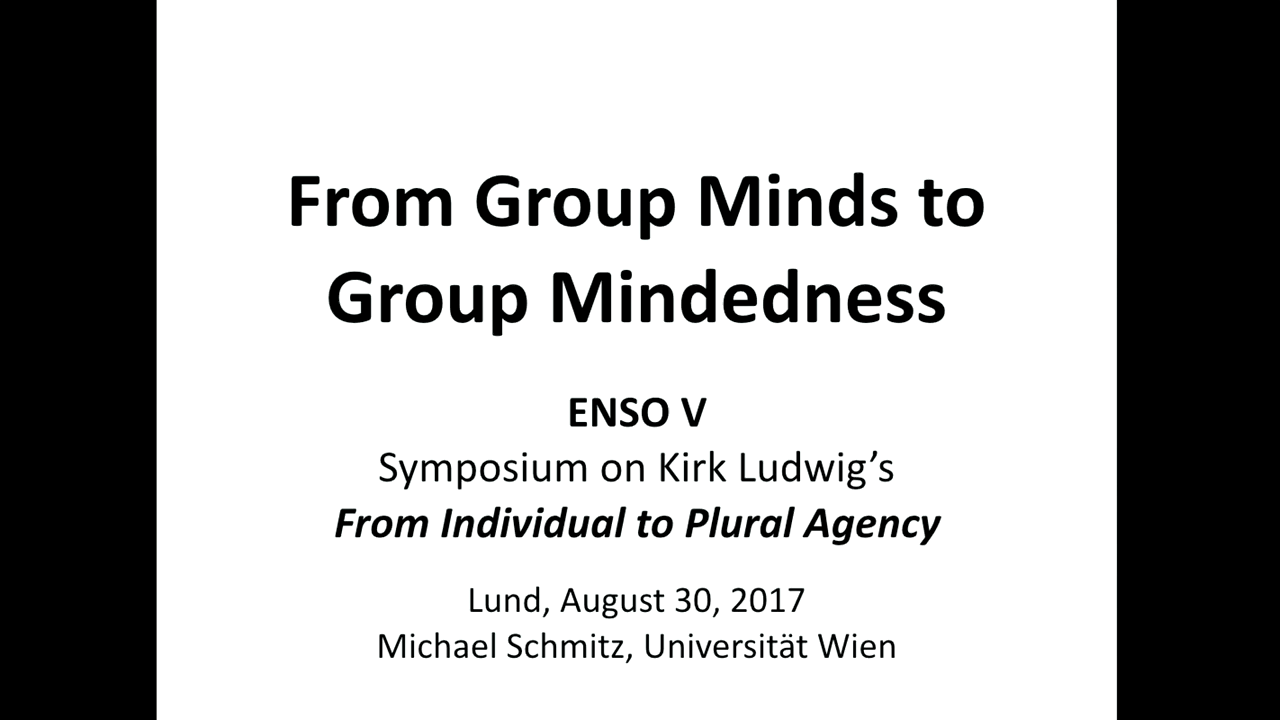 From Group Minds to
Group Mindedness
ENSO V
Symposium on Kirk Ludwig’s
From Individual to Plural Agency
Lund, August 30, 2017
Michael Schmitz, Universität Wien